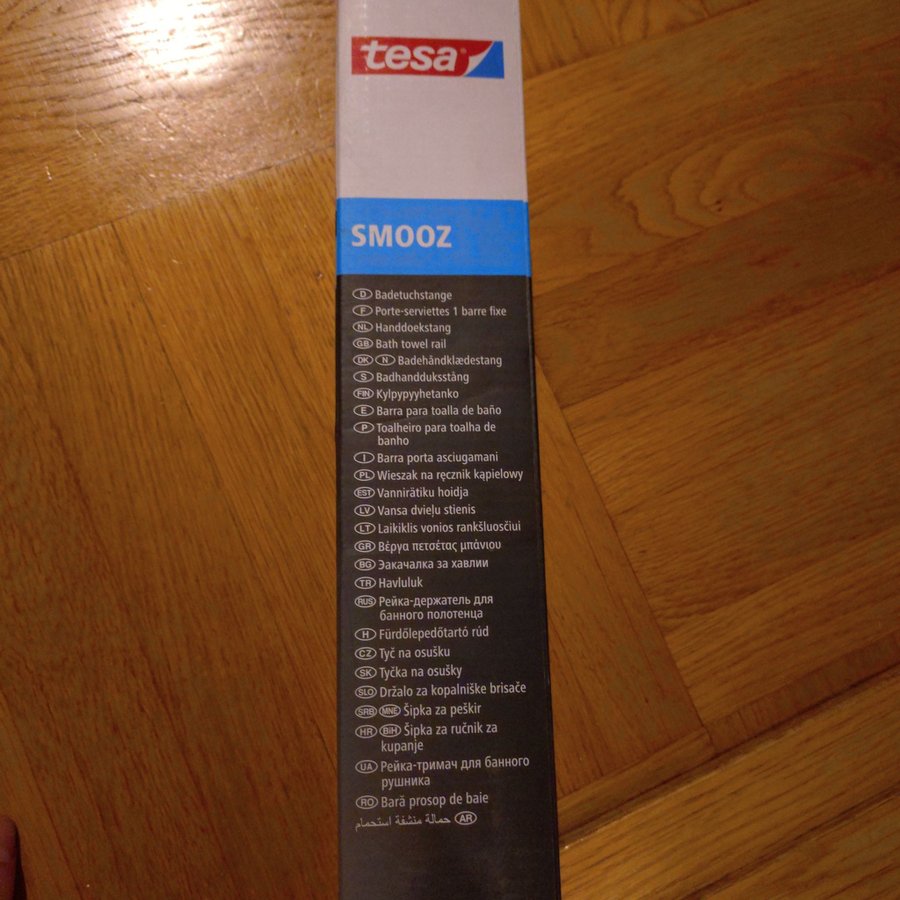 tesa®
SMOOZ
D Badetuchstange
F Porte-serviettes 1 barre fixe
NL Handdoekstang
GB Bath towel rail
DK N Badehåndklædestang
S Badhandduksstång
FIN Kylpypyyhetanko
E Barra para toalla de baño
P Toalheiro para toalha de
banho
I Barra porta asciugamani
PL Wieszak na ręcznik kąpielowy
EST Vannirätiku hoidja
LV Vansa dvieļu stienis
LT Laikiklis vonios rankšluosčiui
GR Βέργα πετσέτας μπάνιου
BG Эакачалка за хавлии
TR Havluluk
RUS Рейка-держатель для
банного полотенца
H Fürdőlepedőtartó rúd
CZ Tyč na osušku
SK Tyčka na osušky
SLO Držalo za kopalniške brisače
SRB MNE Šipka za peškir
HR BiH Šipka za ručnik za
kupanje
UA Рейка-тримач для банного
рушника
RO Bară prosop de baie
AR حمالة منشفة استحمام